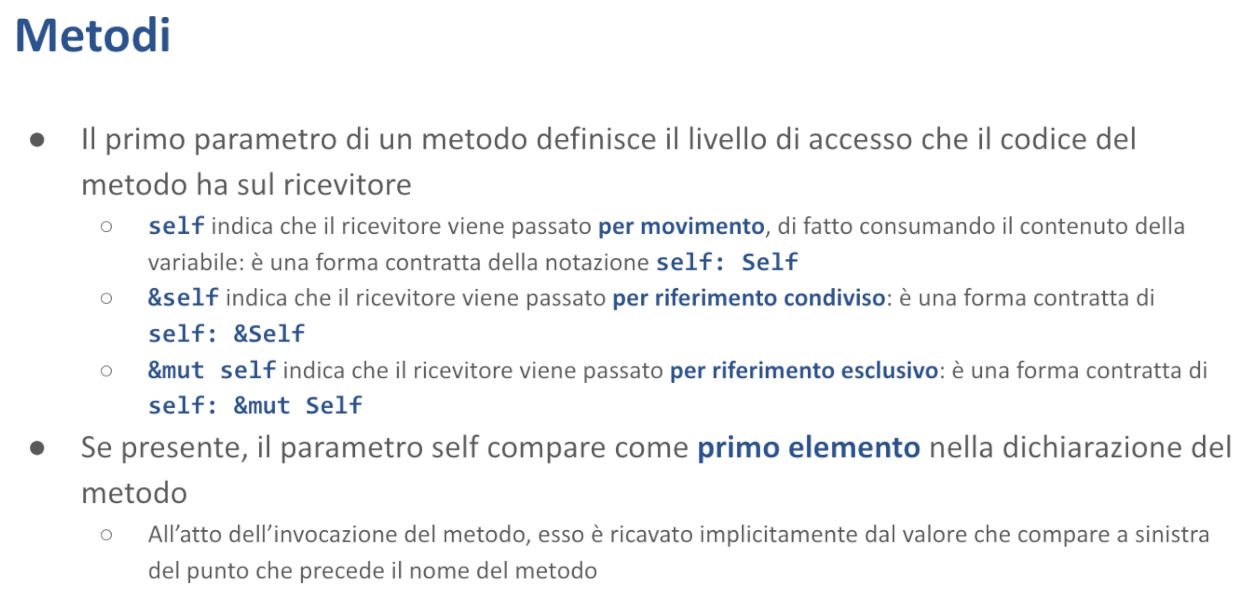 Metodi
● Il primo parametro di un metodo definisce il livello di accesso che il codice del
metodo ha sul ricevitore
○ self indica che il ricevitore viene passato per movimento, di fatto consumando il contenuto della
variabile: è una forma contratta della notazione self: Self
○ &self indica che il ricevitore viene passato per riferimento condiviso: è una forma contratta di
self: &Self
○ &mut self indica che il ricevitore viene passato per riferimento esclusivo: è una forma contratta di
self: &mut Self
● Se presente, il parametro self compare come primo elemento nella dichiarazione del
metodo
○ All’atto dell’invocazione del metodo, esso è ricavato implicitamente dal valore che compare a sinistra
del punto che precede il nome del metodo